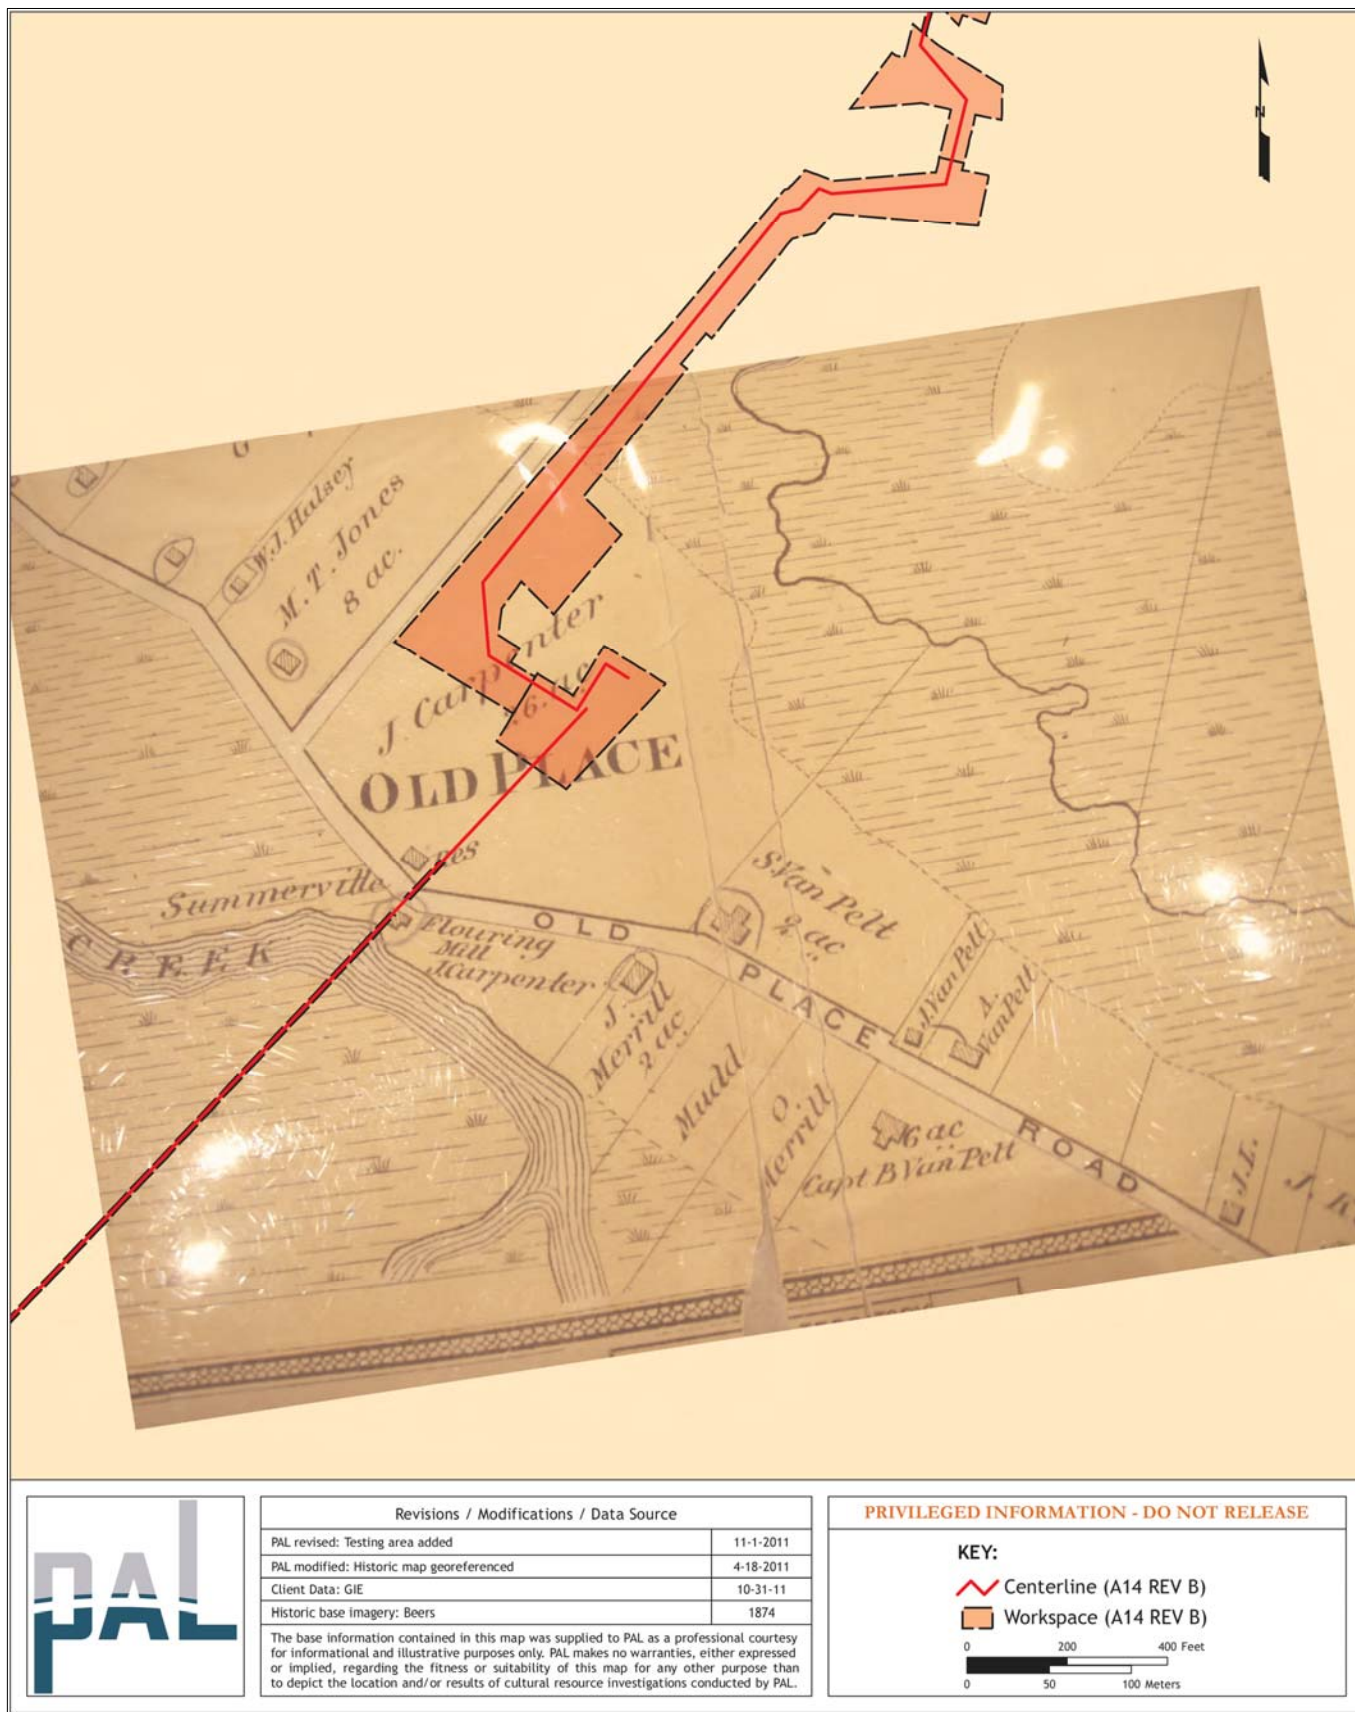 N
W.J. Halsey
M. T. Jones
8 ac.
J. Carpenter
6. ac
OLD PLACE
Res
Summerville
CREEK
Flouring
Mill
J. Carpenter
OLD PLACE ROAD
S. Van Pelt
2 ac
J. Van Pelt
A.
Van Pelt
J.
Merrill
2 ac
Mudd
O.
Merrill
6 ac
Capt B Van Pelt
J.L.
pal
Revisions / Modifications / Data Source
PAL revised: Testing area added 11-1-2011
PAL modified: Historic map georeferenced 4-18-2011
Client Data: GIE 10-31-11
Historic base imagery: Beers 1874
The base information contained in this map was supplied to PAL as a professional courtesy
for informational and illustrative purposes only. PAL makes no warranties, either expressed
or implied, regarding the fitness or suitability of this map for any other purpose than
to depict the location and/or results of cultural resource investigations conducted by PAL.
PRIVILEGED INFORMATION - DO NOT RELEASE
KEY:
Centerline (A14 REV B)
Workspace (A14 REV B)
0 200 400 Feet
0 50 100 Meters